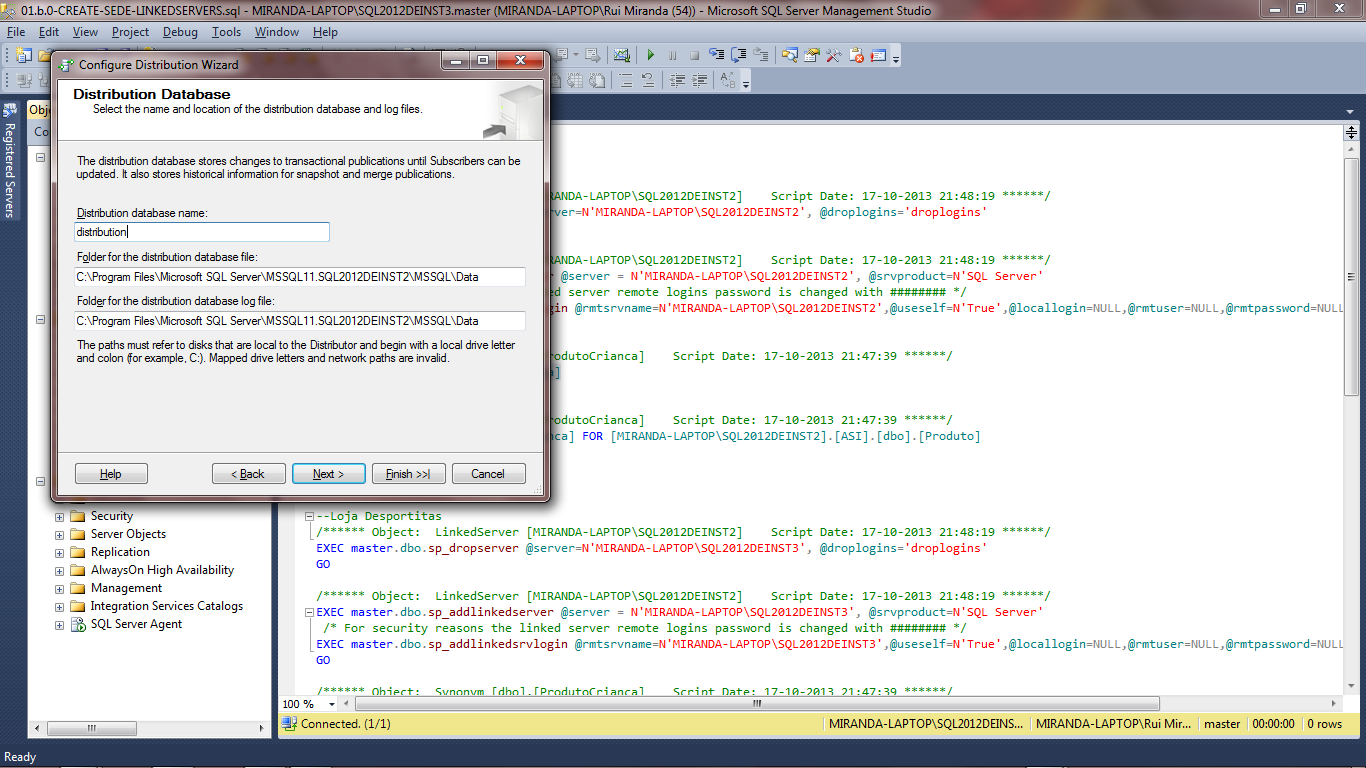 01.b.0-CREATE-SEDE-LINKEDSERVERS.sql - MIRANDA-LAPTOP\SQL2012DEINST3.master (MIRANDA-LAPTOP\Rui Miranda (54)) - Microsoft SQL Server Management Studio
File Edit View Project Debug Tools Window Help
Configure Distribution Wizard
Distribution Database
Select the name and location of the distribution database and log files.
The distribution database stores changes to transactional publications until Subscribers can be
updated. It also stores historical information for snapshot and merge publications.
Distribution database name:
distribution
Folder for the distribution database file:
C:\Program Files\Microsoft SQL Server\MSSQL11.SQL2012DEINST2\MSSQL\Data
Folder for the distribution database log file:
C:\Program Files\Microsoft SQL Server\MSSQL11.SQL2012DEINST2\MSSQL\Data
The paths must refer to disks that are local to the Distributor and begin with a local drive letter
and colon (for example, C:). Mapped drive letters and network paths are invalid.
Help < Back Next > Finish >>| Cancel
Registered Servers
Obj
Co
Security
Server Objects
Replication
AlwaysOn High Availability
Management
Integration Services Catalogs
SQL Server Agent
RANDA-LAPTOP\SQL2012DEINST2]    Script Date: 17-10-2013 21:48:19 ******/
rver=N'MIRANDA-LAPTOP\SQL2012DEINST2', @droplogins='droplogins'
RANDA-LAPTOP\SQL2012DEINST2]    Script Date: 17-10-2013 21:48:19 ******/
r @server = N'MIRANDA-LAPTOP\SQL2012DEINST2', @srvproduct=N'SQL Server'
ed server remote logins password is changed with ######## */
gin @rmtsrvname=N'MIRANDA-LAPTOP\SQL2012DEINST2',@useself=N'True',@locallogin=NULL,@rmtuser=NULL,@rmtpassword=NULL
rodutoCrianca]    Script Date: 17-10-2013 21:47:39 ******/
a]
rodutoCrianca]    Script Date: 17-10-2013 21:47:39 ******/
nca] FOR [MIRANDA-LAPTOP\SQL2012DEINST2].[ASI].[dbo].[Produto]
--Loja Desportitas
/****** Object:  LinkedServer [MIRANDA-LAPTOP\SQL2012DEINST2]    Script Date: 17-10-2013 21:48:19 ******/
EXEC master.dbo.sp_dropserver @server=N'MIRANDA-LAPTOP\SQL2012DEINST3', @droplogins='droplogins'
GO
/****** Object:  LinkedServer [MIRANDA-LAPTOP\SQL2012DEINST2]    Script Date: 17-10-2013 21:48:19 ******/
EXEC master.dbo.sp_addlinkedserver @server = N'MIRANDA-LAPTOP\SQL2012DEINST3', @srvproduct=N'SQL Server'
/* For security reasons the linked server remote logins password is changed with ######## */
EXEC master.dbo.sp_addlinkedsrvlogin @rmtsrvname=N'MIRANDA-LAPTOP\SQL2012DEINST3',@useself=N'True',@locallogin=NULL,@rmtuser=NULL,@rmtpassword=NULL
GO
/****** Object:  Synonym [dbo].[ProdutoCrianca]    Script Date: 17-10-2013 21:47:39 ******/
100 %
Connected. (1/1) MIRANDA-LAPTOP\SQL2012DEINS... MIRANDA-LAPTOP\Rui Mir... master 00:00:00 0 rows
Ready